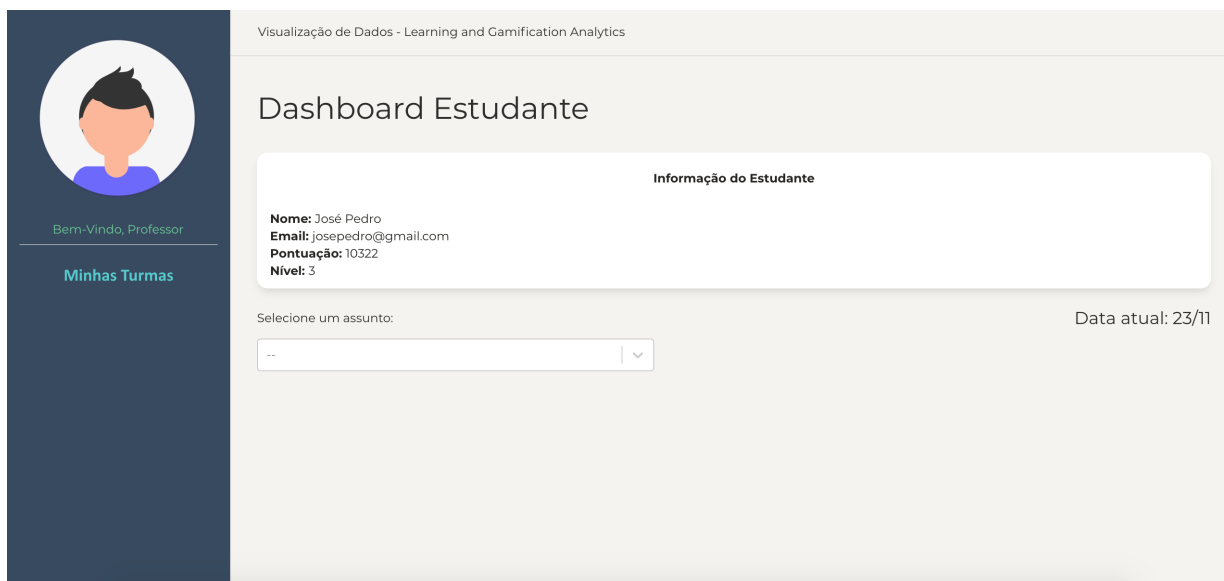 Visualização de Dados - Learning and Gamification Analytics
Bem-Vindo, Professor
Minhas Turmas
Dashboard Estudante
Informação do Estudante
Nome: José Pedro
Email: josepedro@gmail.com
Pontuação: 10322
Nível: 3
Selecione um assunto:
Data atual: 23/11
--